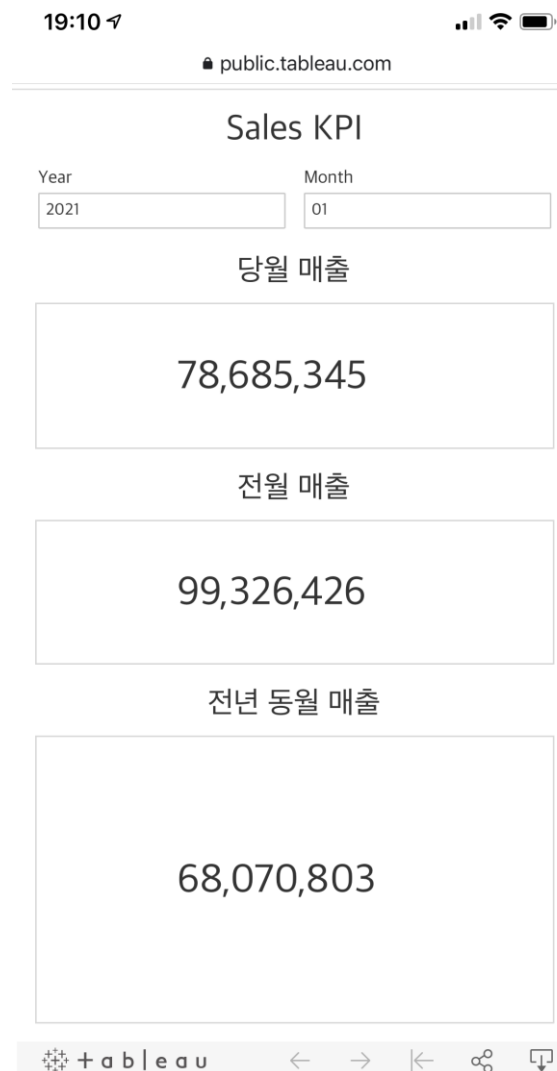 19:10
public.tableau.com
Sales KPI
Year Month
2021 01
당월 매출
78,685,345
전월 매출
99,326,426
전년 동월 매출
68,070,803
+ableau